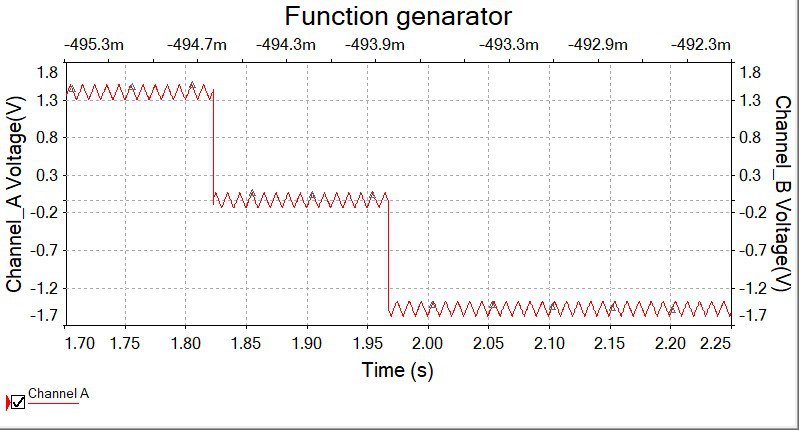 Function genarator
-495.3m -494.7m -494.3m -493.9m -493.3m -492.9m -492.3m
1.8 1.8
1.3 1.3
0.8 0.8
0.3 0.3
-0.2 -0.2
-0.7 -0.7
-1.2 -1.2
-1.7 -1.7
Channel_A Voltage(V)
Channel_B Voltage(V)
1.70 1.75 1.80 1.85 1.90 1.95 2.00 2.05 2.10 2.15 2.20 2.25
Time (s)
Channel A